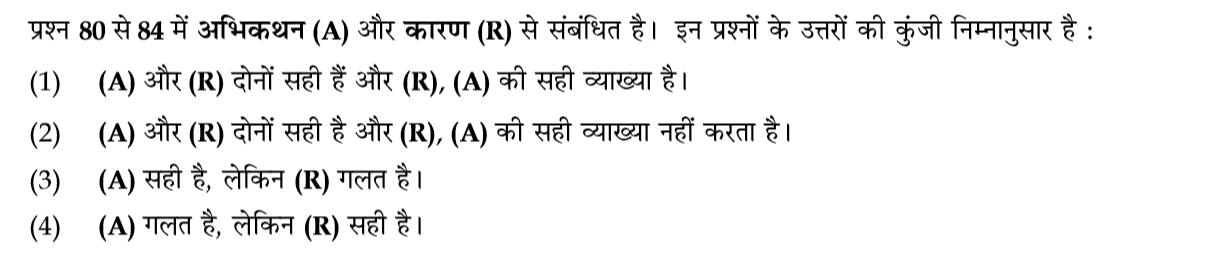 प्रश्न 80 से 84 में अभिकथन (A) और कारण (R) से संबंधित है। इन प्रश्नों के उत्तरों की कुंजी निम्नानुसार है :
(1) (A) और (R) दोनों सही हैं और (R), (A) की सही व्याख्या है।
(2) (A) और (R) दोनों सही है और (R), (A) की सही व्याख्या नहीं करता है।
(3) (A) सही है, लेकिन (R) गलत है।
(4) (A) गलत है, लेकिन (R) सही है।